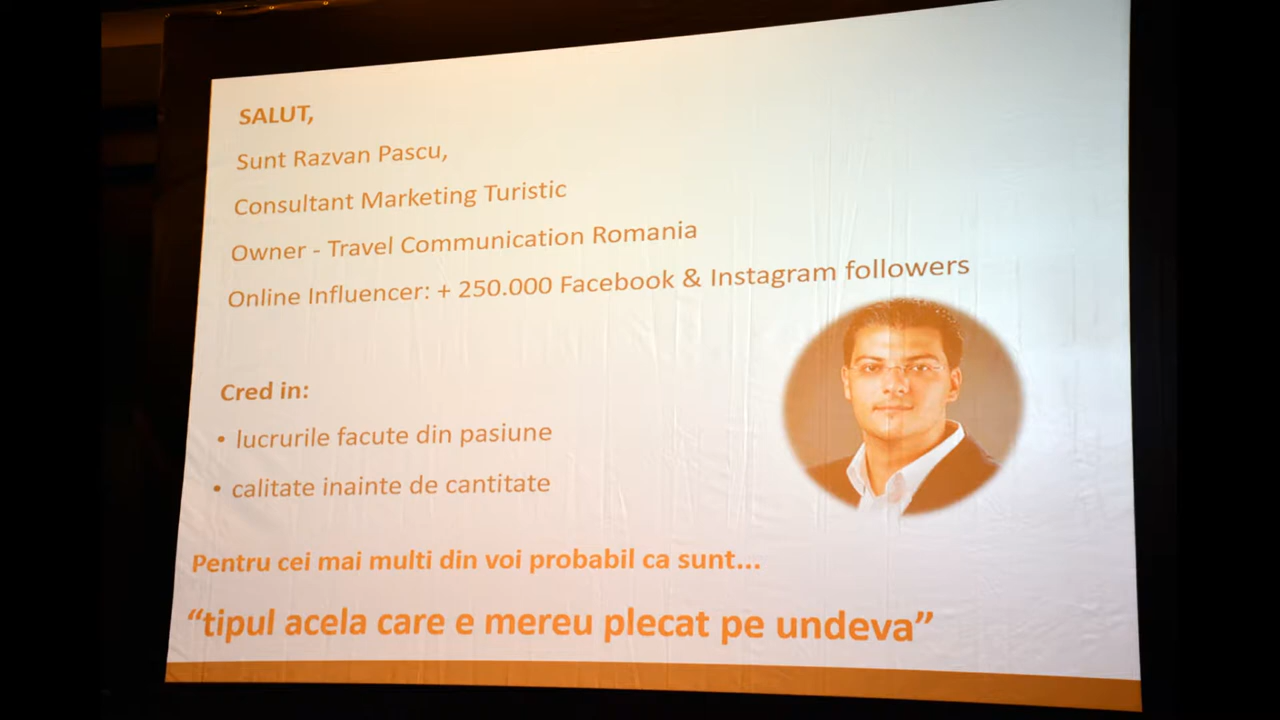 SALUT,
Sunt Razvan Pascu,
Consultant Marketing Turistic
Owner - Travel Communication Romania
Online Influencer: + 250.000 Facebook & Instagram followers
Cred in:
• lucrurile facute din pasiune
• calitate inainte de cantitate
Pentru cei mai multi din voi probabil ca sunt...
“tipul acela care e mereu plecat pe undeva”